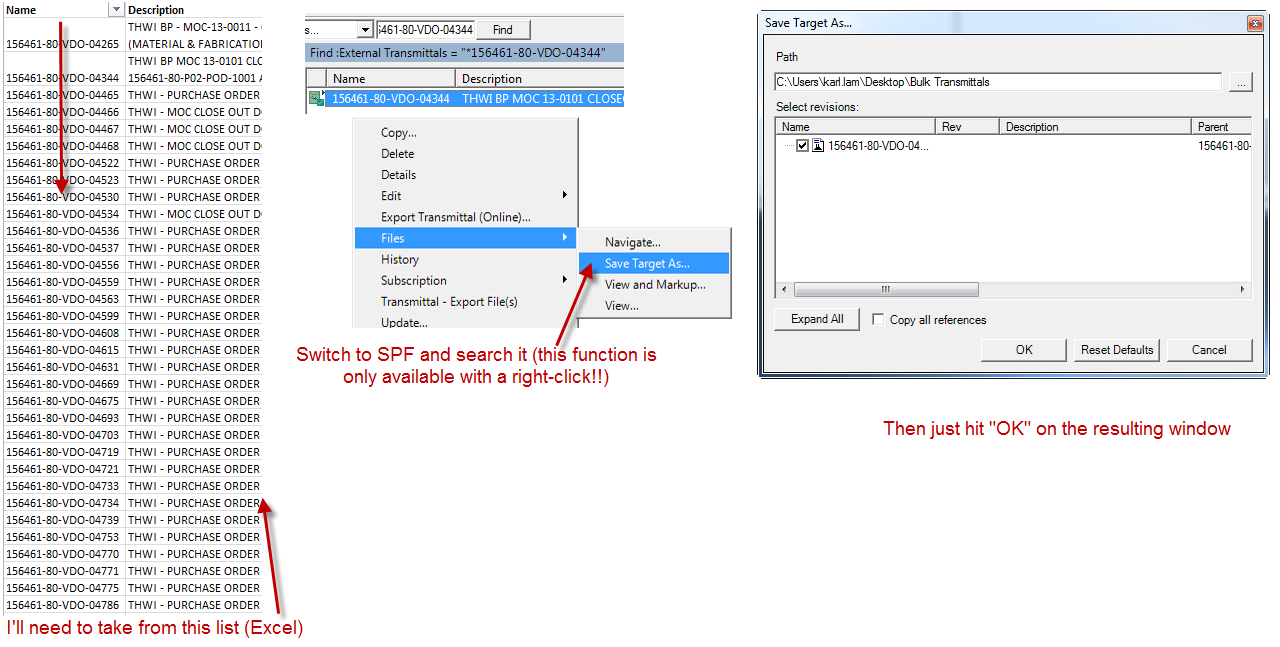 Name Description
THWI BP - MOC-13-0011 -
156461-80-VDO-04265 (MATERIAL & FABRICATIO
THWI BP MOC 13-0101 CLO
156461-80-VDO-04344 156461-80-P02-POD-1001 A
156461-80-VDO-04465 THWI - PURCHASE ORDER
156461-80-VDO-04466 THWI - MOC CLOSE OUT D
156461-80-VDO-04467 THWI - MOC CLOSE OUT D
156461-80-VDO-04468 THWI - MOC CLOSE OUT D
156461-80-VDO-04522 THWI - PURCHASE ORDER
156461-80-VDO-04523 THWI - PURCHASE ORDER
156461-80-VDO-04530 THWI - PURCHASE ORDER
156461-80-VDO-04534 THWI - MOC CLOSE OUT D
156461-80-VDO-04536 THWI - PURCHASE ORDER
156461-80-VDO-04537 THWI - PURCHASE ORDER
156461-80-VDO-04556 THWI - PURCHASE ORDER
156461-80-VDO-04559 THWI - PURCHASE ORDER
156461-80-VDO-04563 THWI - PURCHASE ORDER
156461-80-VDO-04599 THWI - PURCHASE ORDER
156461-80-VDO-04608 THWI - PURCHASE ORDER
156461-80-VDO-04615 THWI - PURCHASE ORDER
156461-80-VDO-04631 THWI - PURCHASE ORDER
156461-80-VDO-04669 THWI - PURCHASE ORDER
156461-80-VDO-04675 THWI - PURCHASE ORDER
156461-80-VDO-04693 THWI - PURCHASE ORDER
156461-80-VDO-04703 THWI - PURCHASE ORDER
156461-80-VDO-04719 THWI - PURCHASE ORDER
156461-80-VDO-04721 THWI - PURCHASE ORDER
156461-80-VDO-04733 THWI - PURCHASE ORDER
156461-80-VDO-04734 THWI - PURCHASE ORDER
156461-80-VDO-04739 THWI - PURCHASE ORDER
156461-80-VDO-04753 THWI - PURCHASE ORDER
156461-80-VDO-04770 THWI - PURCHASE ORDER
156461-80-VDO-04771 THWI - PURCHASE ORDER
156461-80-VDO-04775 THWI - PURCHASE ORDER
156461-80-VDO-04786 THWI - PURCHASE ORDER
I'll need to take from this list (Excel)
s... 6461-80-VDO-04344 Find
Find :External Transmittals = "*156461-80-VDO-04344"
Name Description
156461-80-VDO-04344 THWI BP MOC 13-0101 CLOSE
Copy...
Delete
Details
Edit
Export Transmittal (Online)...
Files
History
Subscription
Transmittal - Export File(s)
Update...
Navigate...
Save Target As...
View and Markup...
View...
Switch to SPF and search it (this function is
only available with a right-click!!)
Save Target As...
Path
C:\Users\karl.lam\Desktop\Bulk Transmittals
...
Select revisions:
Name Rev Description Parent
156461-80-VDO-04... 156461-80-
Expand All Copy all references
OK Reset Defaults Cancel
Then just hit "OK" on the resulting window